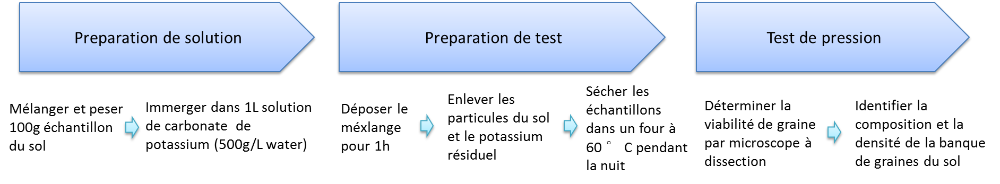 Preparation de solution
Preparation de test
Test de pression
Mélanger et peser
100g échantillon
du sol
Immerger dans 1L solution
de carbonate  de
potassium (500g/L water)
Déposer le
méxlange
pour 1h
Enlever les
particules du sol
et le potassium
résiduel
Sécher les
échantillons
dans un four à
60 ° C pendant
la nuit
Déterminer la
viabilité de graine
par microscope à
dissection
Identifier la
composition et la
densité de la banque
de graines du sol